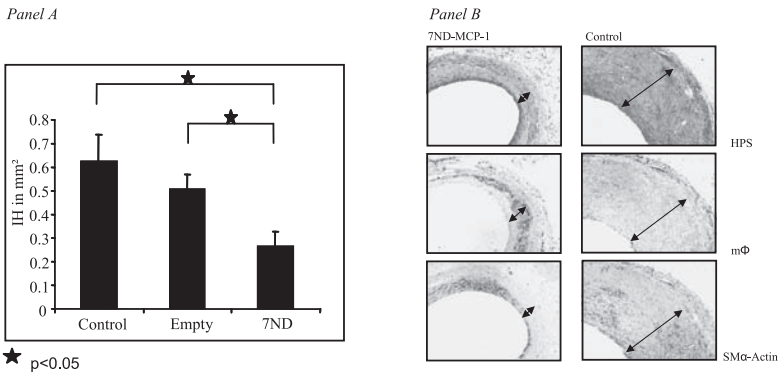 Panel A
IH in mm²
0.8
0.7
0.6
0.5
0.4
0.3
0.2
0.1
0
Control Empty 7ND
★ p<0.05
Panel B
7ND-MCP-1 Control
HPS
mΦ
SMα-Actin